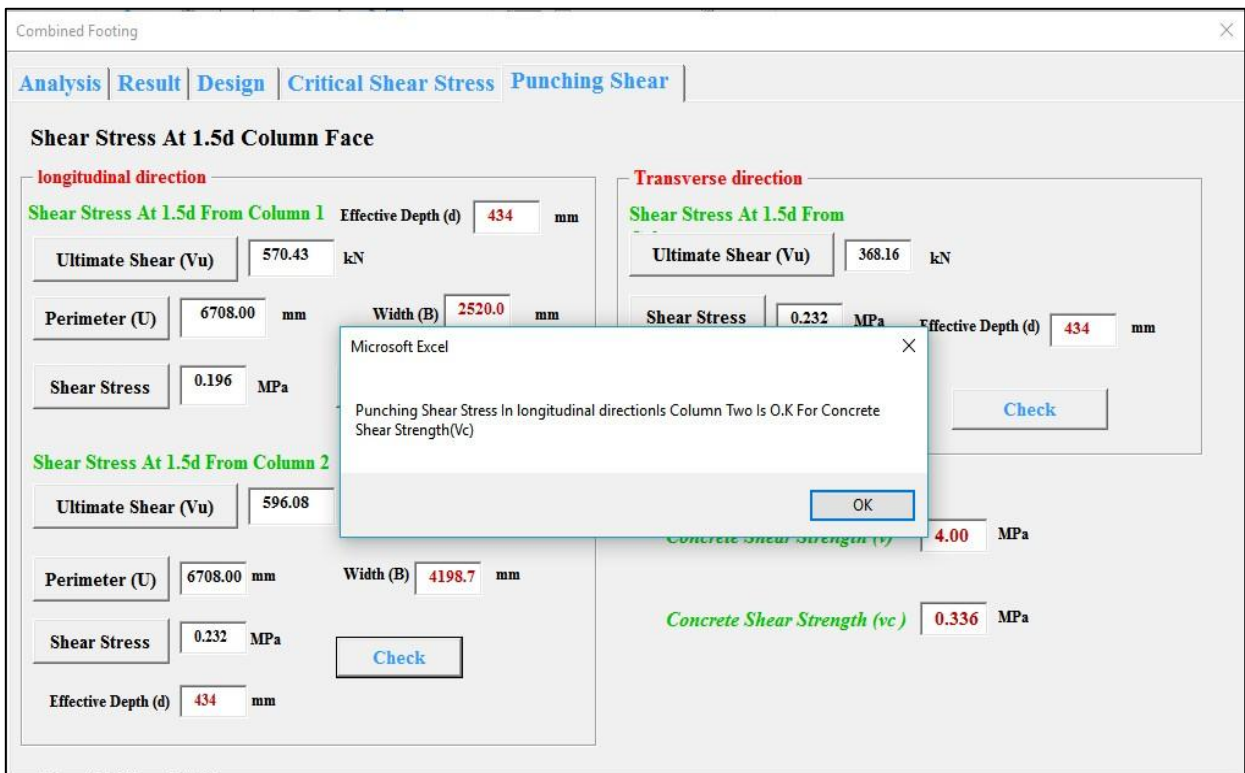 Combined Footing
Analysis Result Design Critical Shear Stress Punching Shear
Shear Stress At 1.5d Column Face
longitudinal direction
Shear Stress At 1.5d From Column 1 Effective Depth (d) 434 mm
Ultimate Shear (Vu) 570.43 kN
Perimeter (U) 6708.00 mm Width (B) 2520.0 mm
Shear Stress 0.196 MPa
Shear Stress At 1.5d From Column 2
Ultimate Shear (Vu) 596.08
Perimeter (U) 6708.00 mm Width (B) 4198.7 mm
Shear Stress 0.232 MPa
Check
Effective Depth (d) 434 mm
Transverse direction
Shear Stress At 1.5d From
Ultimate Shear (Vu) 368.16 kN
Shear Stress 0.232 MPa Effective Depth (d) 434 mm
Check
Microsoft Excel
Punching Shear Stress In longitudinal directionIs Column Two Is O.K For Concrete
Shear Strength(Vc)
OK
Concrete Shear Strength (v) 4.00 MPa
Concrete Shear Strength (vc ) 0.336 MPa